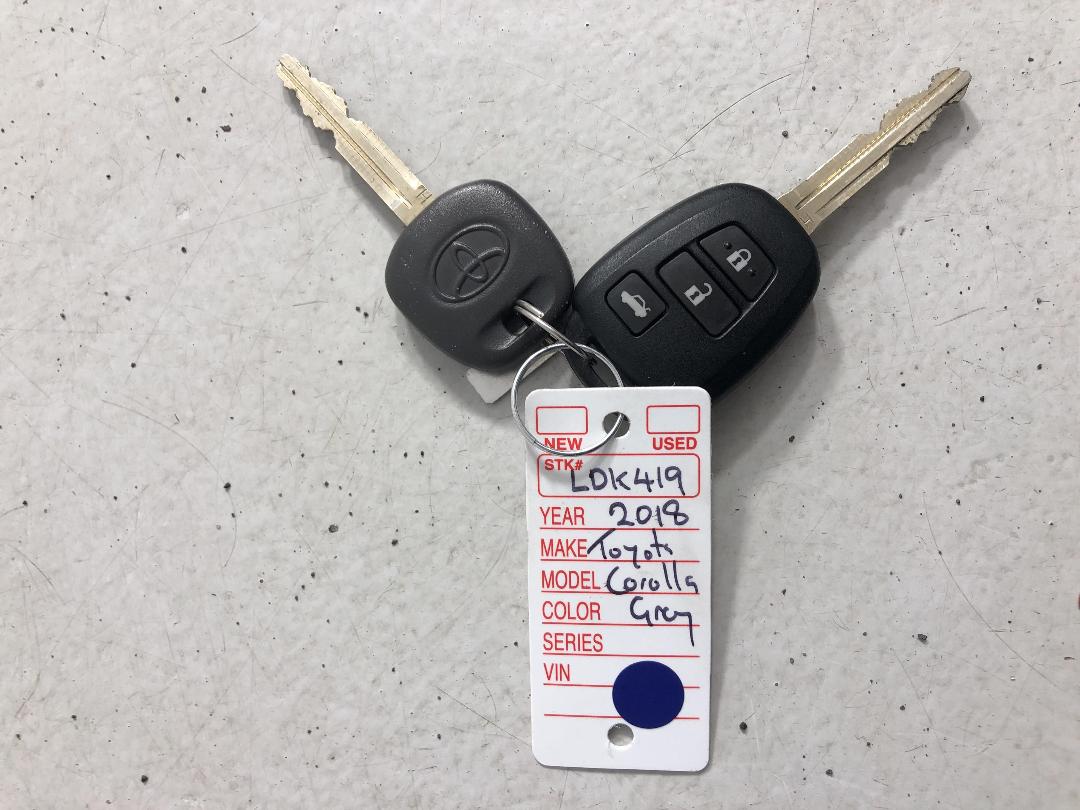 NEW USED
STK# LDK419
YEAR 2018
MAKE Toyota
MODEL Corolla
COLOR Grey
SERIES
VIN
H
H